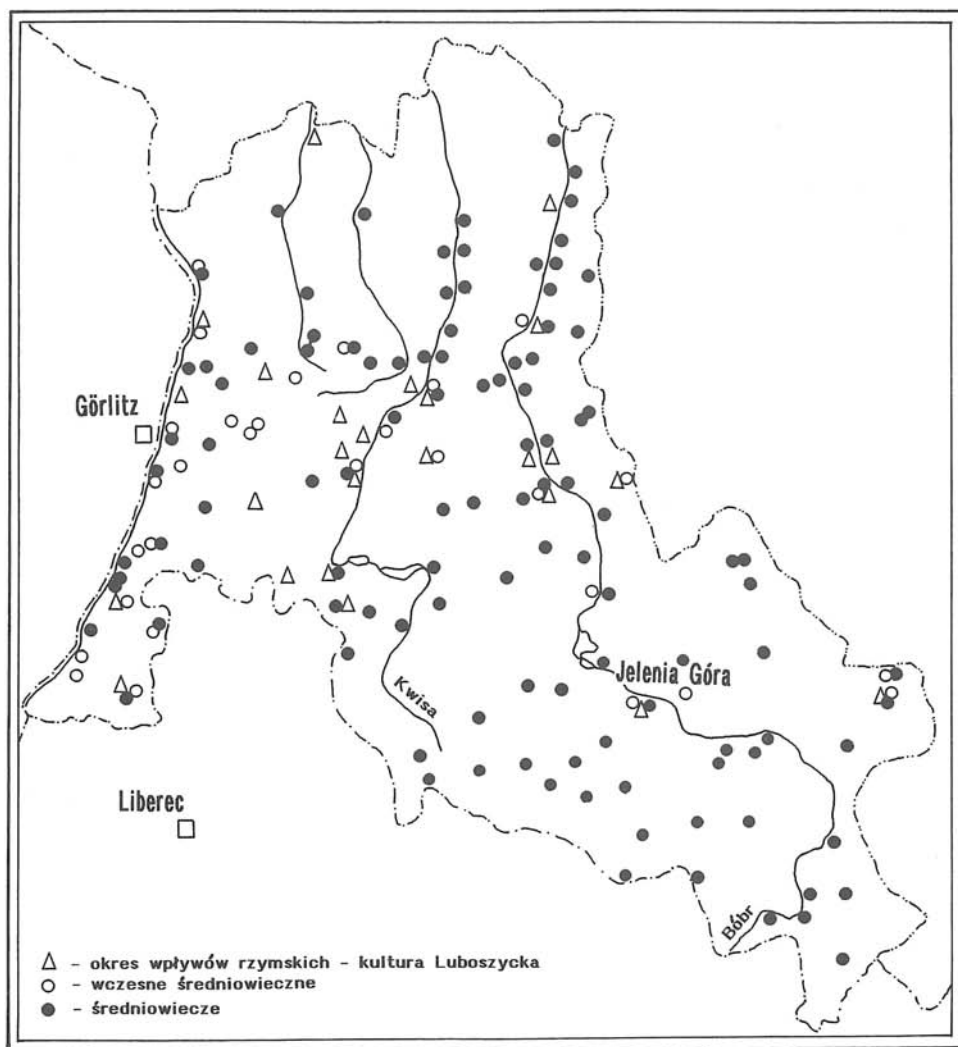 Görlitz
Jelenia Góra
Kwisa
Liberec
Bóbr
- okres wpływów rzymskich - kultura Luboszycka
- wczesne średniowieczne
- średniowiecze